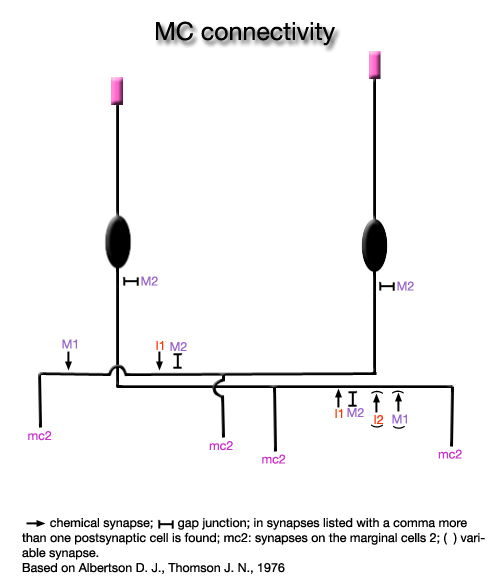 MC connectivity
M2
M2
M1
I1 M2
mc2
mc2
mc2
I1 M2
I2
M1
mc2
→ chemical synapse; gap junction; in synapses listed with a comma more
than one postsynaptic cell is found; mc2: synapses on the marginal cells 2; ( ) vari-
able synapse.
Based on Albertson D. J., Thomson J. N., 1976